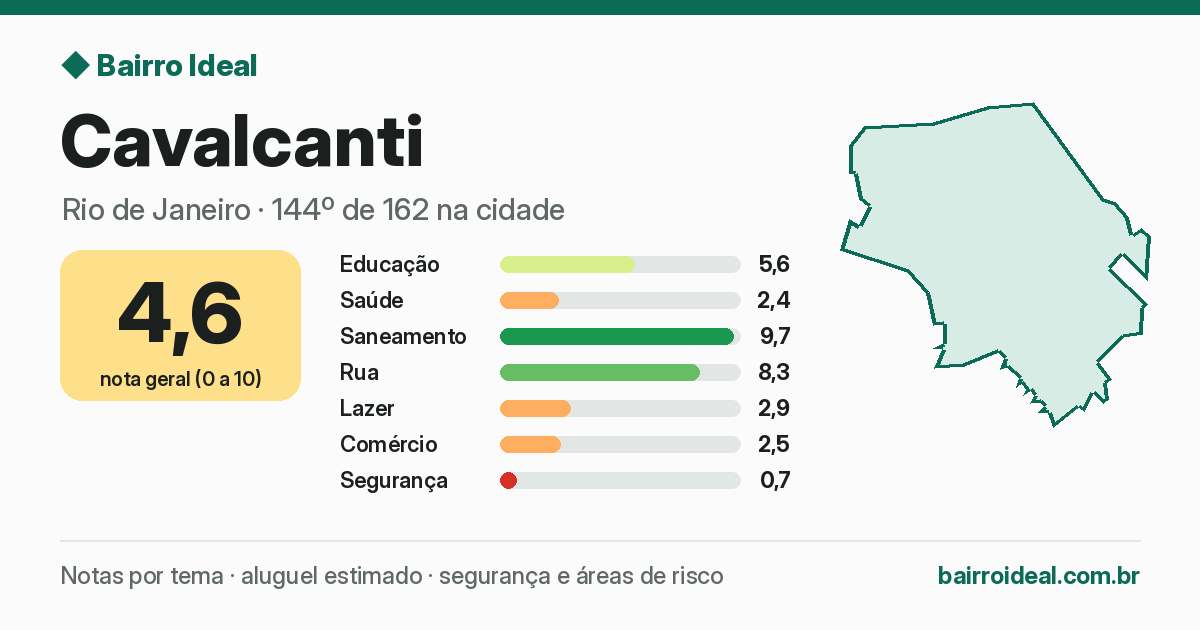 Bairro Ideal
Cavalcanti
Rio de Janeiro · 144º de 162 na cidade
4,6
nota geral (0 a 10)
Educação 5,6
Saúde 2,4
Saneamento 9,7
Rua 8,3
Lazer 2,9
Comércio 2,5
Segurança 0,7
Notas por tema · aluguel estimado · segurança e áreas de risco
bairroideal.com.br